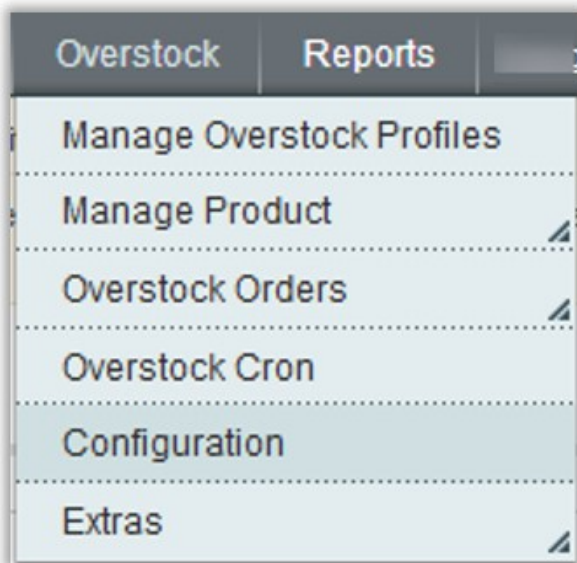 Overstock Reports
Manage Overstock Profiles
Manage Product
Overstock Orders
Overstock Cron
Configuration
Extras